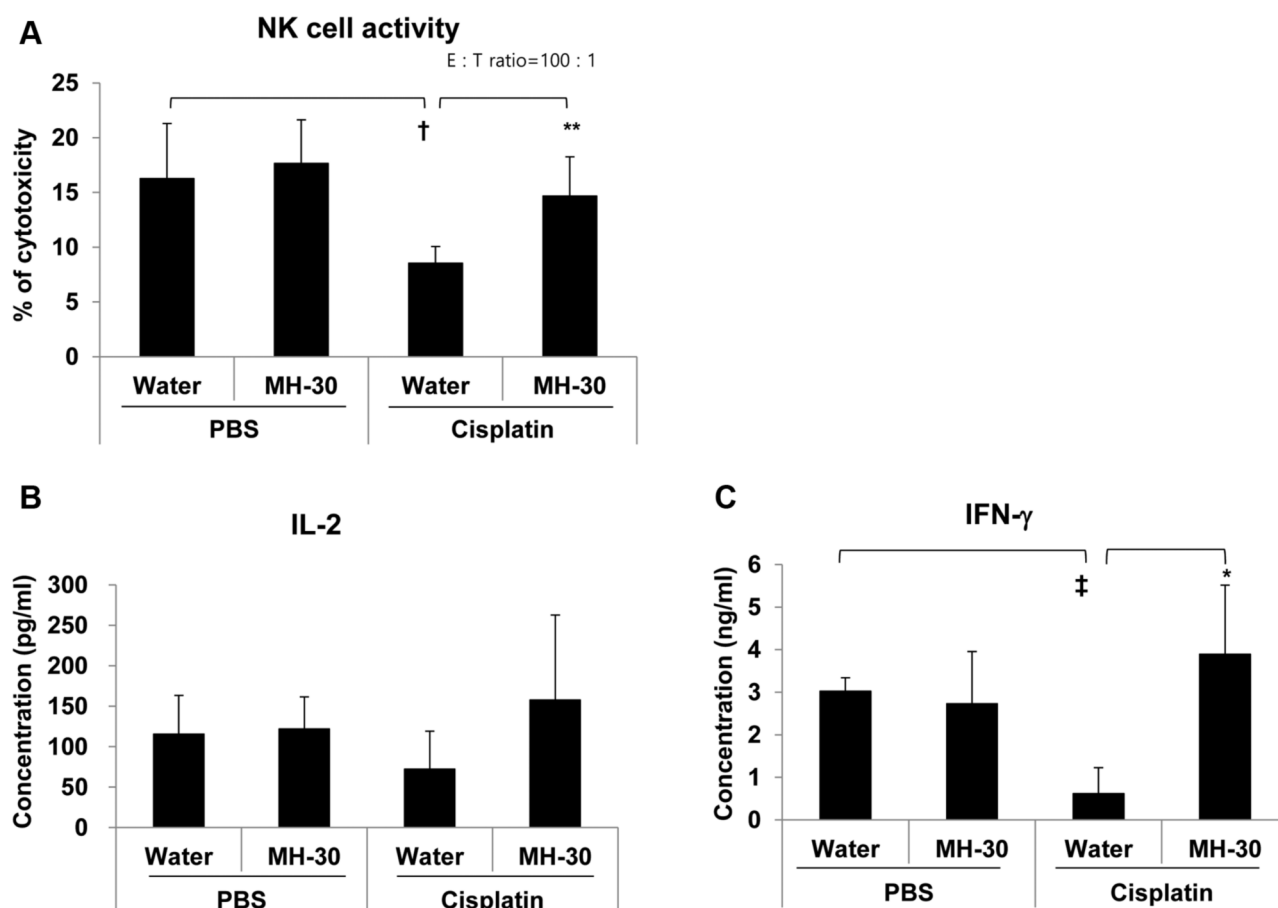 A
NK cell activity
E : T ratio=100 : 1
% of cytotoxicity
25
20
15
10
5
0
†
**
Water MH-30 Water MH-30
PBS Cisplatin
B
IL-2
Concentration (pg/ml)
300
250
200
150
100
50
0
Water MH-30 Water MH-30
PBS Cisplatin
C
IFN-γ
Concentration (ng/ml)
6
5
4
3
2
1
0
‡
*
Water MH-30 Water MH-30
PBS Cisplatin